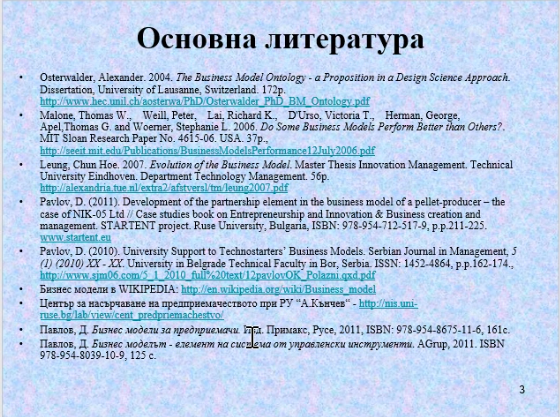 Основна литература
• Osterwalder, Alexander. 2004. The Business Model Ontology - a Proposition in a Design Science Approach.
Dissertation, University of Lausanne, Switzerland. 172p.
http://www.hec.unil.ch/aosterwa/PhD/Osterwalder_PhD_BM_Ontology.pdf
• Malone, Thomas W., Weill, Peter, Lai, Richard K., D'Urso, Victoria T., Herman, George,
Apel,Thomas G. and Woerner, Stephanie L. 2006. Do Some Business Models Perform Better than Others?.
MIT Sloan Research Paper No. 4615-06. USA. 37p.,
http://seeit.mit.edu/Publications/BusinessModelsPerformance12July2006.pdf
• Leung, Chun Hoe. 2007. Evolution of the Business Model. Master Thesis Innovation Management. Technical
University Eindhoven. Department Technology Management. 56p.
http://alexandria.tue.nl/extra2/afstversl/tm/leung2007.pdf
• Pavlov, D. (2011). Development of the partnership element in the business model of a pellet-producer – the
case of NIK-05 Ltd // Case studies book on Entrepreneurship and Innovation & Business creation and
management. STARTENT project. Ruse University, Bulgaria, ISBN: 978-954-712-517-9, p.p.211-225.
www.startent.eu
• Pavlov, D. (2010). University Support to Technostarters' Business Models. Serbian Journal in Management, 5
(1) (2010) XX - XX. University in Belgrade Technical Faculty in Bor, Serbia. ISSN: 1452-4864, p.p.162-174.,
http://www.sjm06.com/5_1_2010_full%20text/12pavlovOK_Polazni.qxd.pdf
• Бизнес модели в WIKIPEDIA: http://en.wikipedia.org/wiki/Business_model
• Център за насърчаване на предприемачеството при РУ "А.Кънчев" - http://nis.uni-
ruse.bg/lab/view/cent_predpriemachestvo/
• Павлов, Д. Бизнес модели за предприемачи. Примакс, Русе, 2011, ISBN: 978-954-8675-11-6, 161с.
• Павлов, Д. Бизнес моделът - елемент на система от управленски инструменти. АGrup, 2011. ISBN
978-954-8039-10-9, 125 с.
3